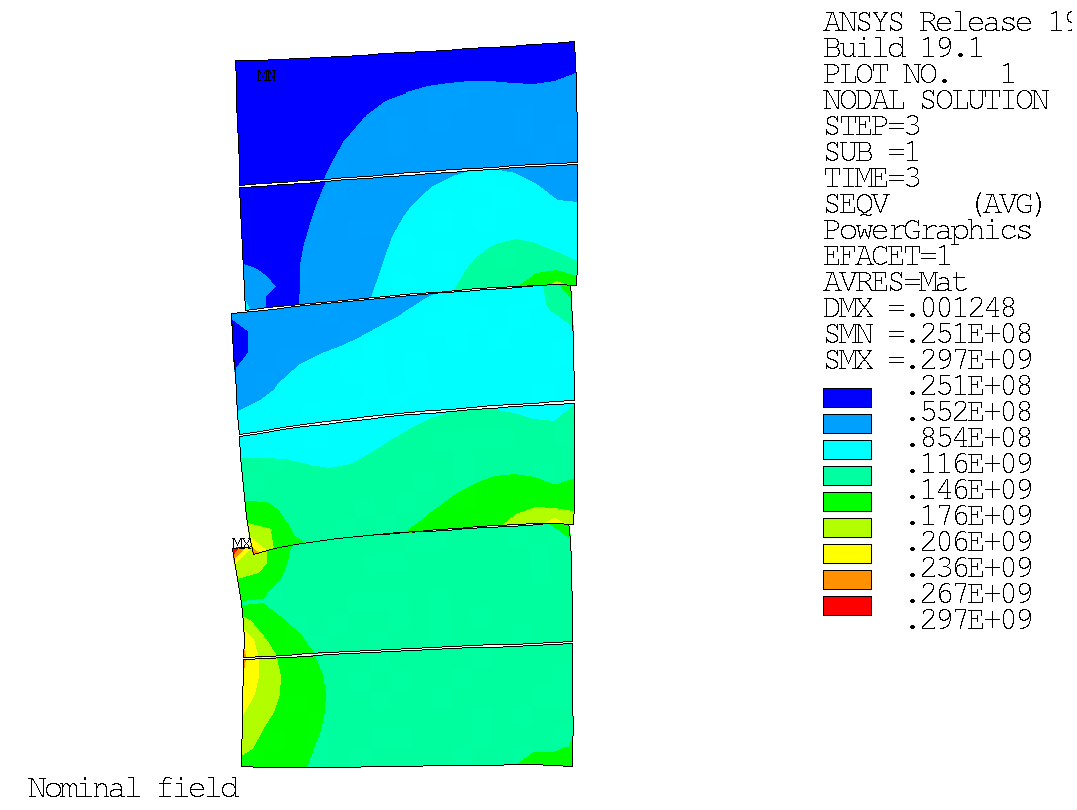 ANSYS Release 19
Build 19.1
PLOT NO. 1
NODAL SOLUTION
STEP=3
SUB =1
TIME=3
SEQV (AVG)
PowerGraphics
EFACET=1
AVRES=Mat
DMX =.001248
SMN =.251E+08
SMX =.297E+09
.251E+08
.552E+08
.854E+08
.116E+09
.146E+09
.176E+09
.206E+09
.236E+09
.267E+09
.297E+09
MN
MX
Nominal field